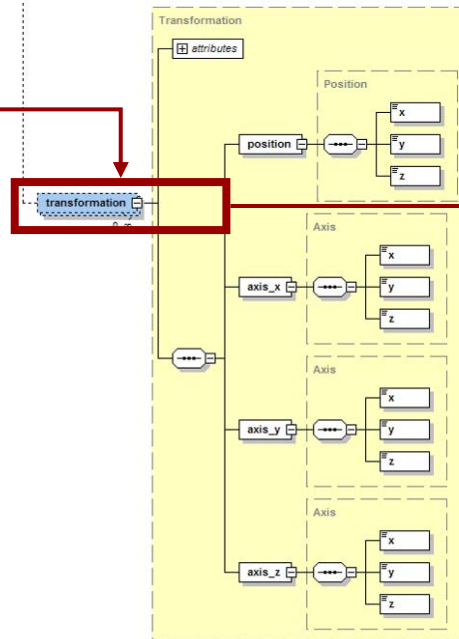 Transformation
attributes
Position
x
position
y
z
transformation
Axis
x
axis_x
y
z
Axis
x
axis_y
y
z
Axis
x
axis_z
y
z